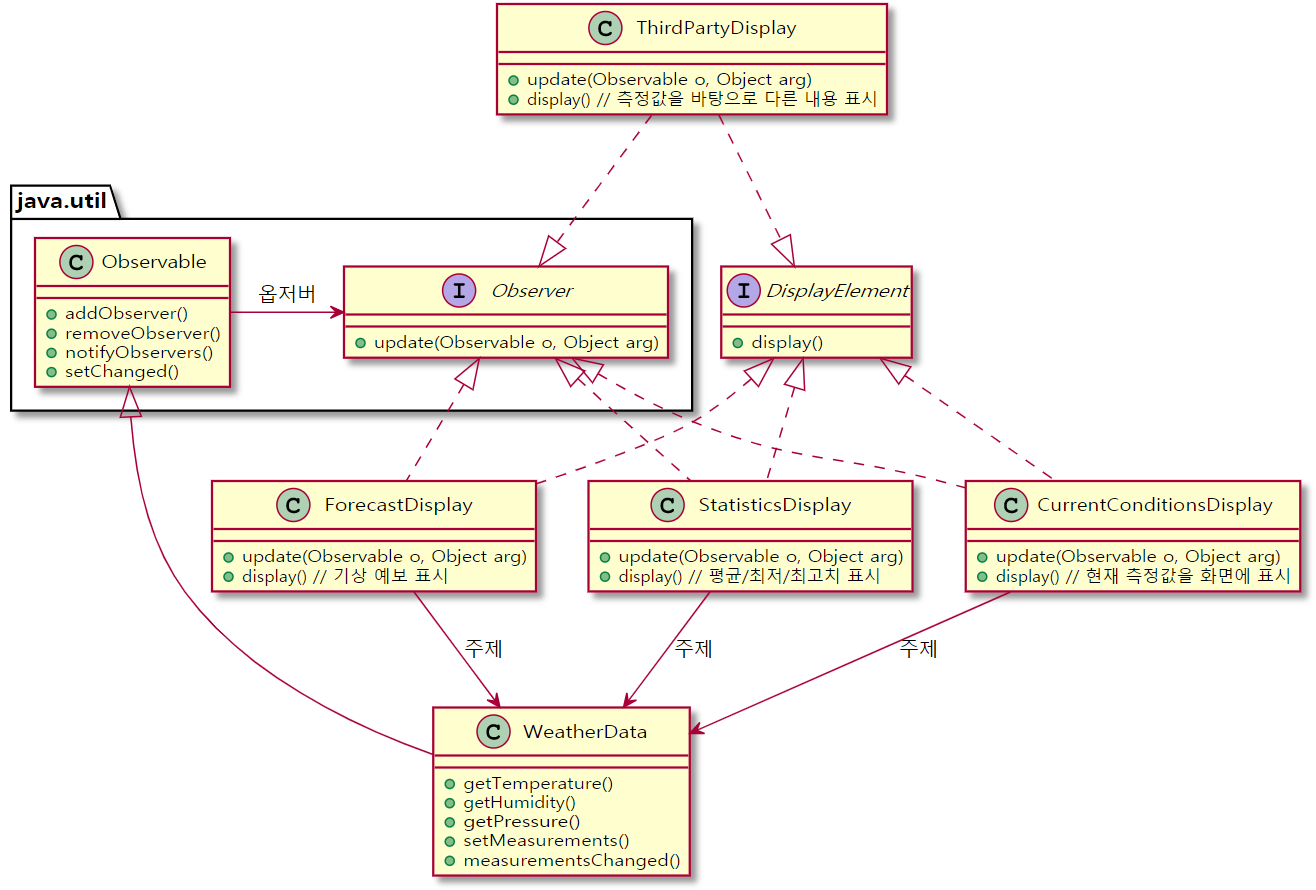 C ThirdPartyDisplay
update(Observable o, Object arg)
display() // 측정값을 바탕으로 다른 내용 표시
java.util
C Observable
addObserver()
removeObserver()
notifyObservers()
setChanged()
옵저버
I Observer
update(Observable o, Object arg)
I DisplayElement
display()
C ForecastDisplay
update(Observable o, Object arg)
display() // 기상 예보 표시
C StatisticsDisplay
update(Observable o, Object arg)
display() // 평균/최저/최고치 표시
C CurrentConditionsDisplay
update(Observable o, Object arg)
display() // 현재 측정값을 화면에 표시
주제
주제
주제
C WeatherData
getTemperature()
getHumidity()
getPressure()
setMeasurements()
measurementsChanged()